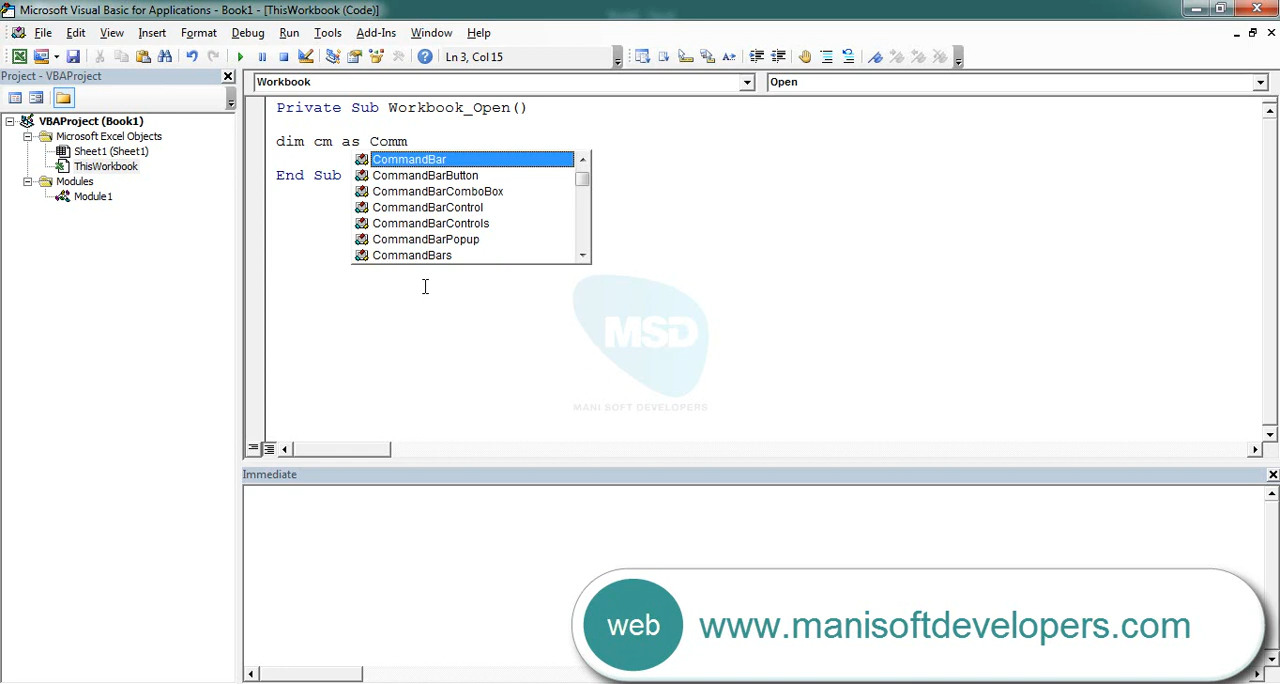 Microsoft Visual Basic for Applications - Book1 - [ThisWorkbook (Code)]
File Edit View Insert Format Debug Run Tools Add-Ins Window Help
Ln 3, Col 15
Project - VBAProject
VBAProject (Book1)
Microsoft Excel Objects
Sheet1 (Sheet1)
ThisWorkbook
Modules
Module1
Workbook
Open
Private Sub Workbook_Open()
dim cm as Comm
CommandBar
CommandBarButton
CommandBarComboBox
CommandBarControl
CommandBarControls
CommandBarPopup
CommandBars
End Sub
MSD
MANI SOFT DEVELOPERS
Immediate
web www.manisoftdevelopers.com